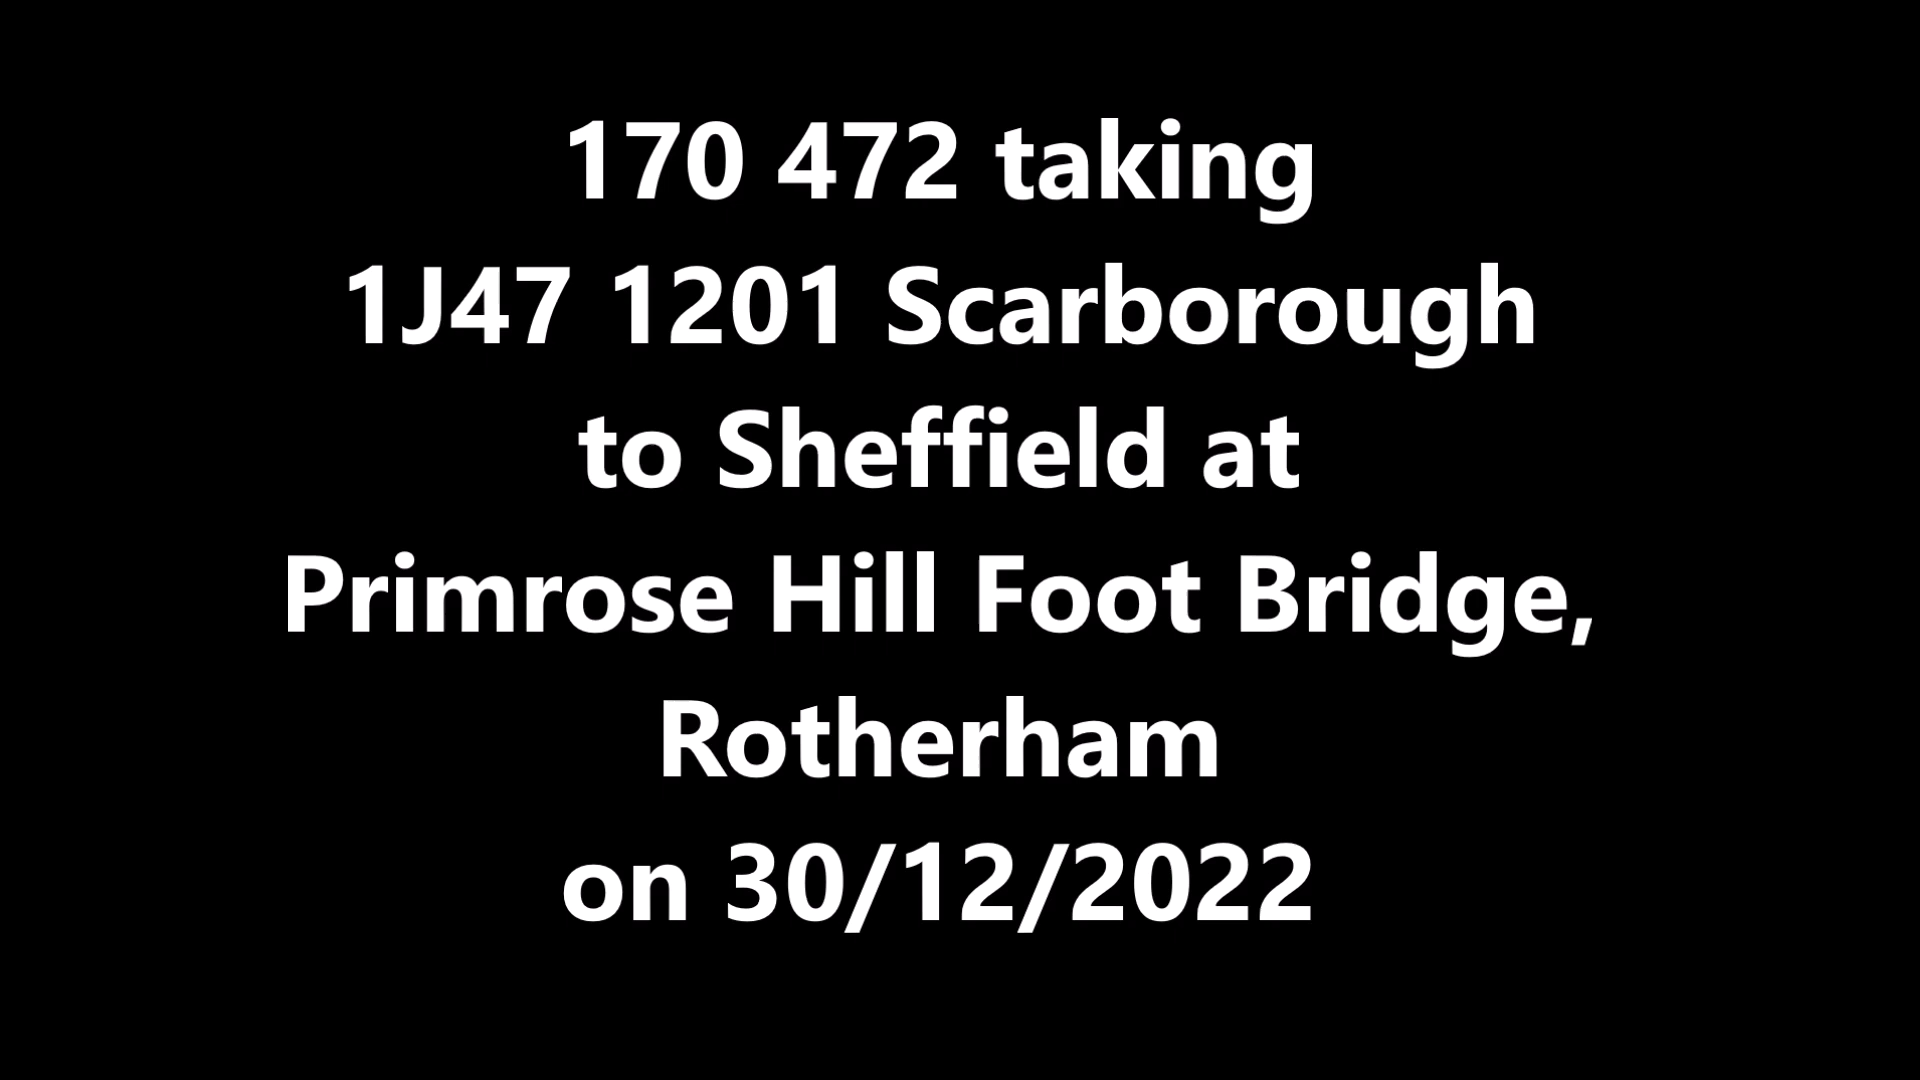 170 472 taking
1J47 1201 Scarborough
to Sheffield at
Primrose Hill Foot Bridge,
Rotherham
on 30/12/2022